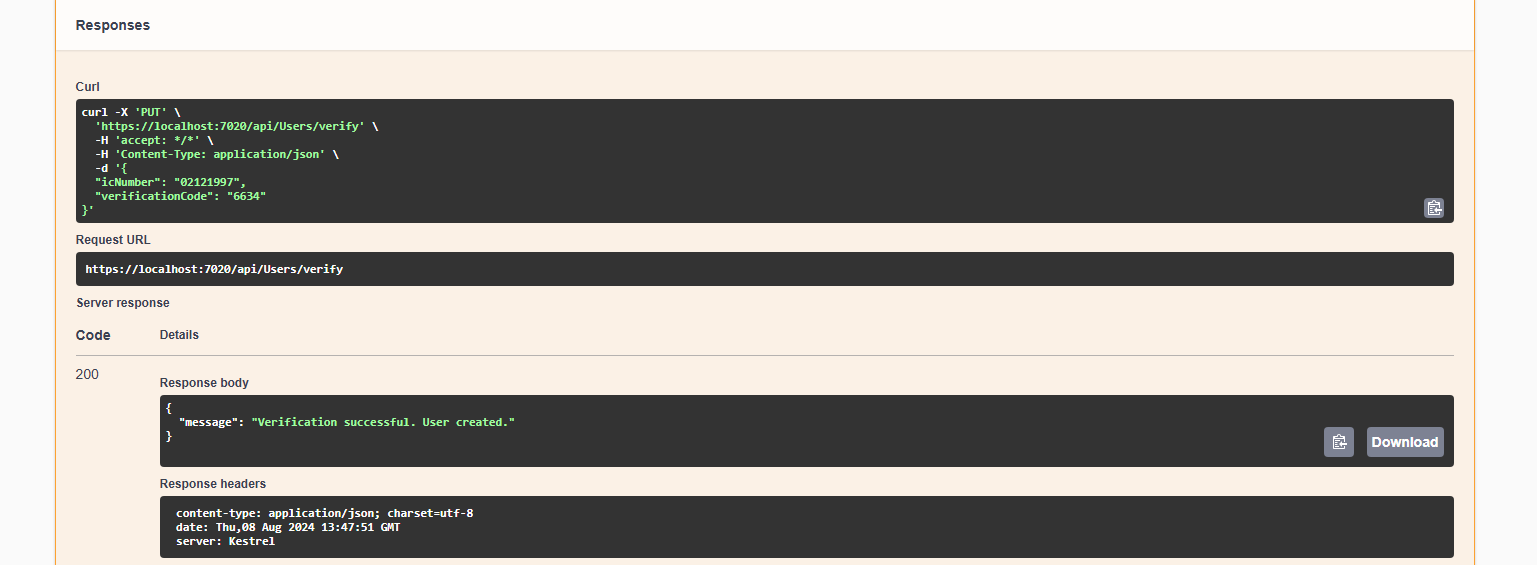 Responses
Curl
curl -X 'PUT' \
  'https://localhost:7020/api/Users/verify' \
  -H 'accept: */*' \
  -H 'Content-Type: application/json' \
  -d '{
  "icNumber": "02121997",
  "verificationCode": "6634"
}'
Request URL
https://localhost:7020/api/Users/verify
Server response
Code Details
200
Response body
{
  "message": "Verification successful. User created."
}
Download
Response headers
content-type: application/json; charset=utf-8
date: Thu,08 Aug 2024 13:47:51 GMT
server: Kestrel